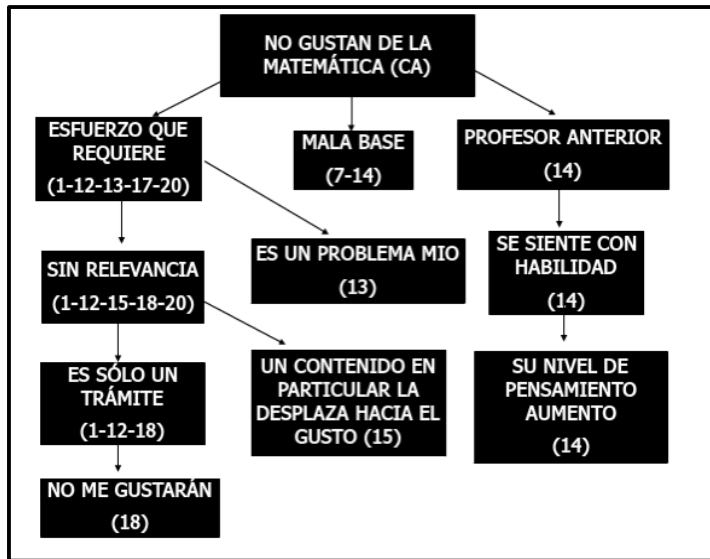 NO GUSTAN DE LA
MATEMÁTICA (CA)
ESFUERZO QUE
REQUIERE
(1-12-13-17-20)
MALA BASE
(7-14)
PROFESOR ANTERIOR
(14)
SIN RELEVANCIA
(1-12-15-18-20)
ES UN PROBLEMA MIO
(13)
SE SIENTE CON
HABILIDAD
(14)
ES SÓLO UN
TRÁMITE
(1-12-18)
UN CONTENIDO EN
PARTICULAR LA
DESPLAZA HACIA EL
GUSTO (15)
SU NIVEL DE
PENSAMIENTO
AUMENTO
(14)
NO ME GUSTARÁN
(18)